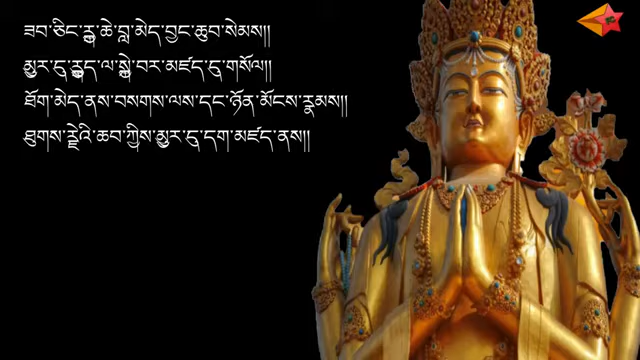 ཟབ་ཅིང་རྒྱ་ཆེ་བླ་མེད་བྱང་ཆུབ་སེམས།།
མྱུར་དུ་རྒྱུད་ལ་སྐྱེ་བར་མཛད་དུ་གསོལ།།
ཐོག་མེད་ནས་བསགས་ལས་དང་ཉོན་མོངས་རྣམས།།
ཐུགས་རྗེའི་ཆབ་ཀྱིས་མྱུར་དུ་དག་མཛད་ནས།།